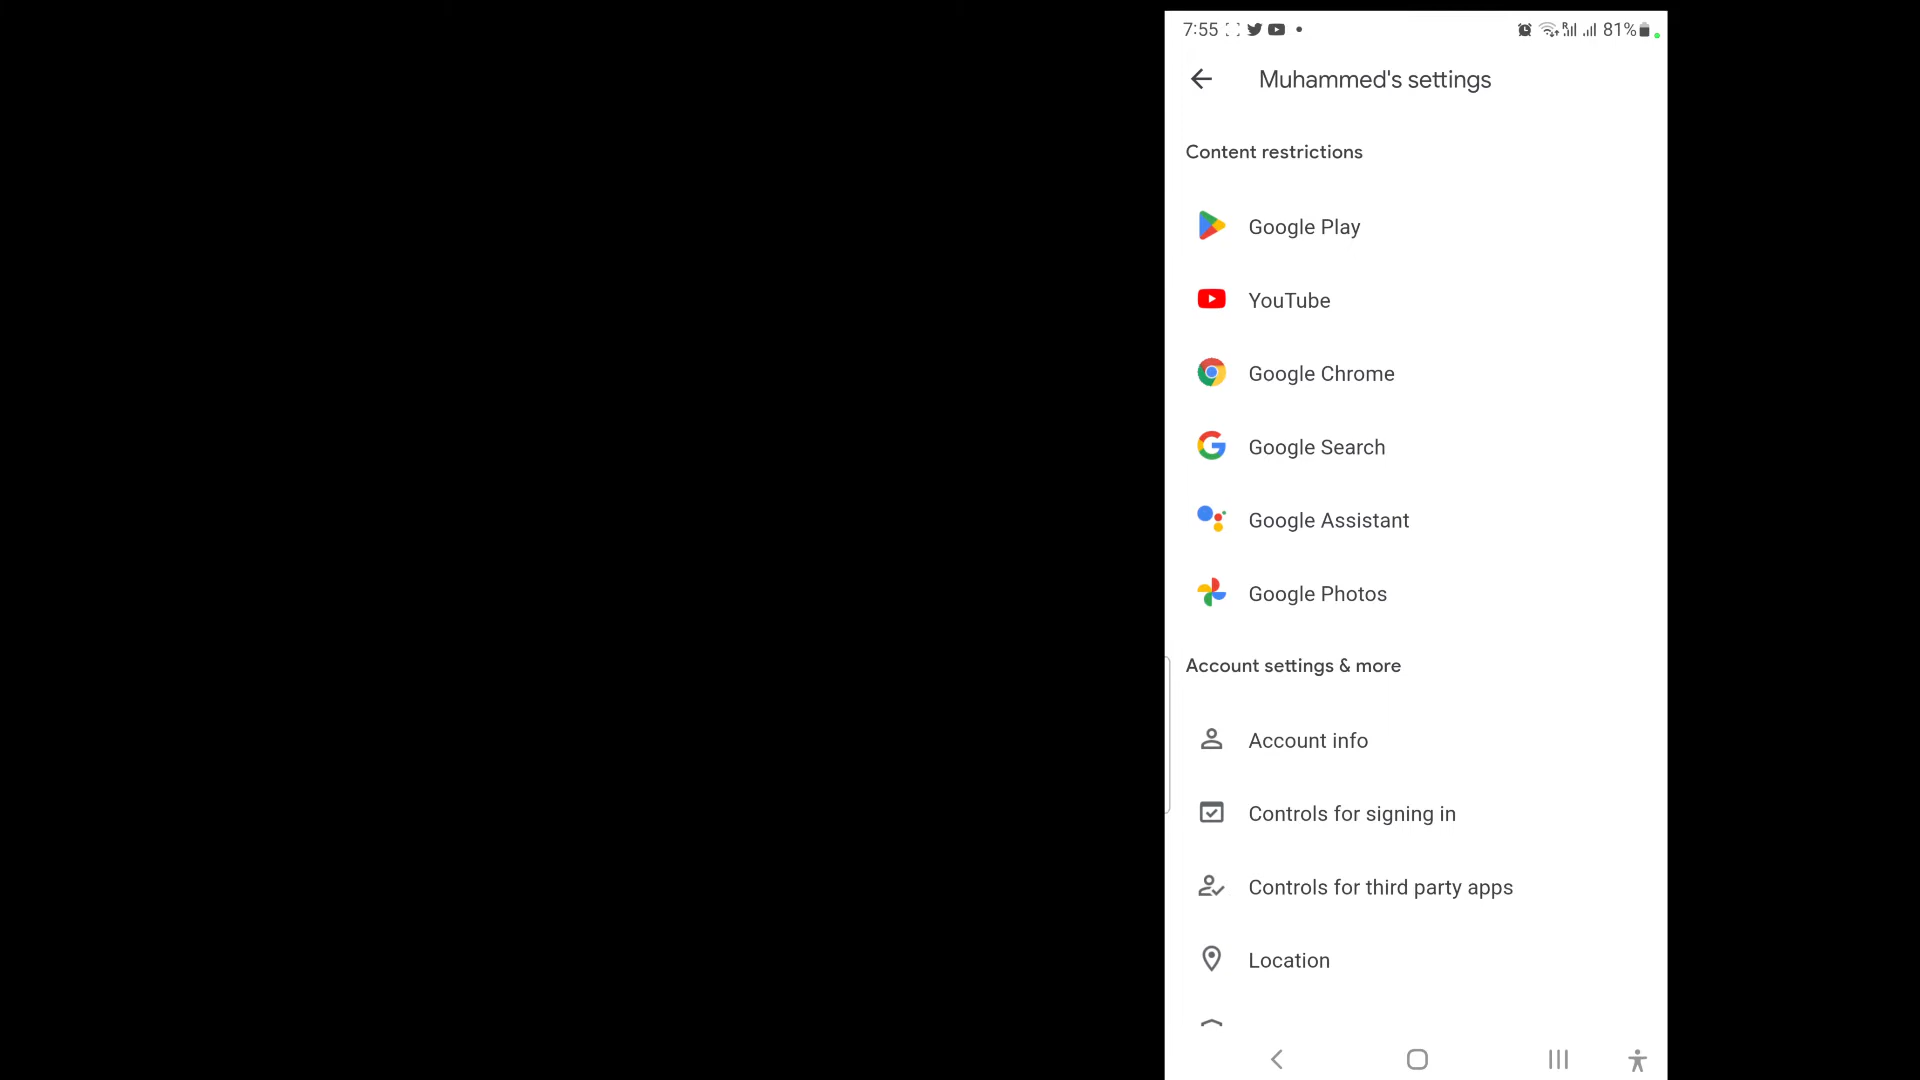 7:55 81%
Muhammed's settings
Content restrictions
Google Play
YouTube
Google Chrome
Google Search
Google Assistant
Google Photos
Account settings & more
Account info
Controls for signing in
Controls for third party apps
Location